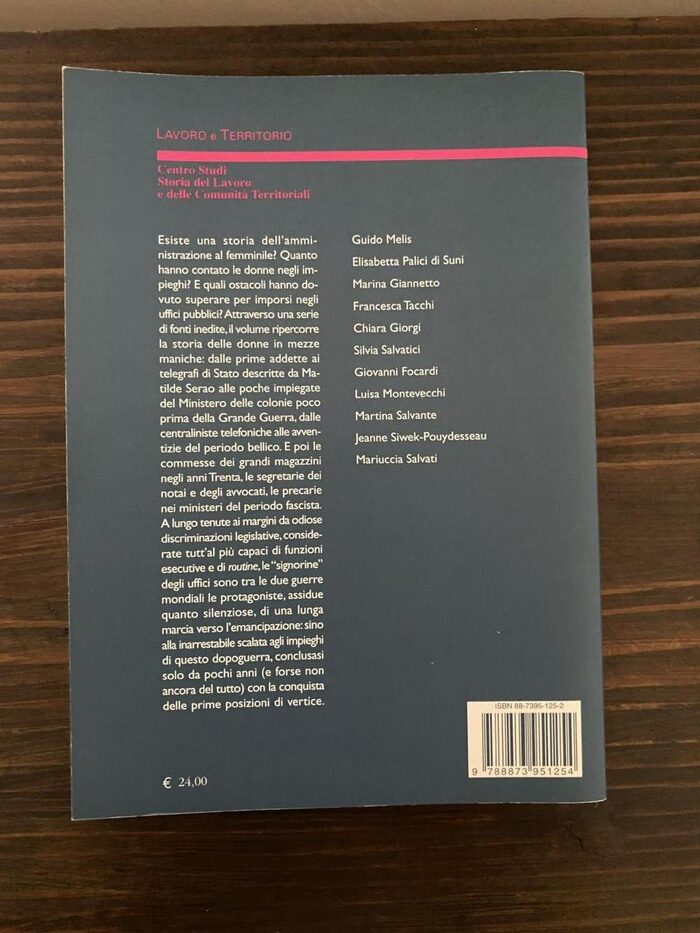 LAVORO e TERRITORIO
Centro Studi
Storia del Lavoro
e delle Comunità Territoriali
Esiste una storia dell'ammi-
nistrazione al femminile? Quanto
hanno contato le donne negli im-
pieghi? E quali ostacoli hanno do-
vuto superare per imporsi negli
uffici pubblici? Attraverso una serie
di fonti inedite, il volume ripercorre
la storia delle donne in mezze
maniche: dalle prime addette ai
telegrafi di Stato descritte da Ma-
tilde Serao alle poche impiegate
del Ministero delle colonie poco
prima della Grande Guerra, dalle
centraliniste telefoniche alle avven-
tizie del periodo bellico. E poi le
commesse dei grandi magazzini
negli anni Trenta, le segretarie dei
notai e degli avvocati, le precarie
nei ministeri del periodo fascista.
A lungo tenute ai margini da odiose
discriminazioni legislative, conside-
rate tutt'al più capaci di funzioni
esecutive e di routine, le "signorine"
degli uffici sono tra le due guerre
mondiali le protagoniste, assidue
quanto silenziose, di una lunga
marcia verso l'emancipazione: sino
alla inarrestabile scalata agli impieghi
di questo dopoguerra, conclusasi
solo da pochi anni (e forse non
ancora del tutto) con la conquista
delle prime posizioni di vertice.
Guido Melis
Elisabetta Palici di Suni
Marina Giannetto
Francesca Tacchi
Chiara Giorgi
Silvia Salvatici
Giovanni Focardi
Luisa Montevecchi
Martina Salvante
Jeanne Siwek-Pouydesseau
Mariuccia Salvati
€ 24,00
ISBN 88-7395-125-2
9 788873 951254